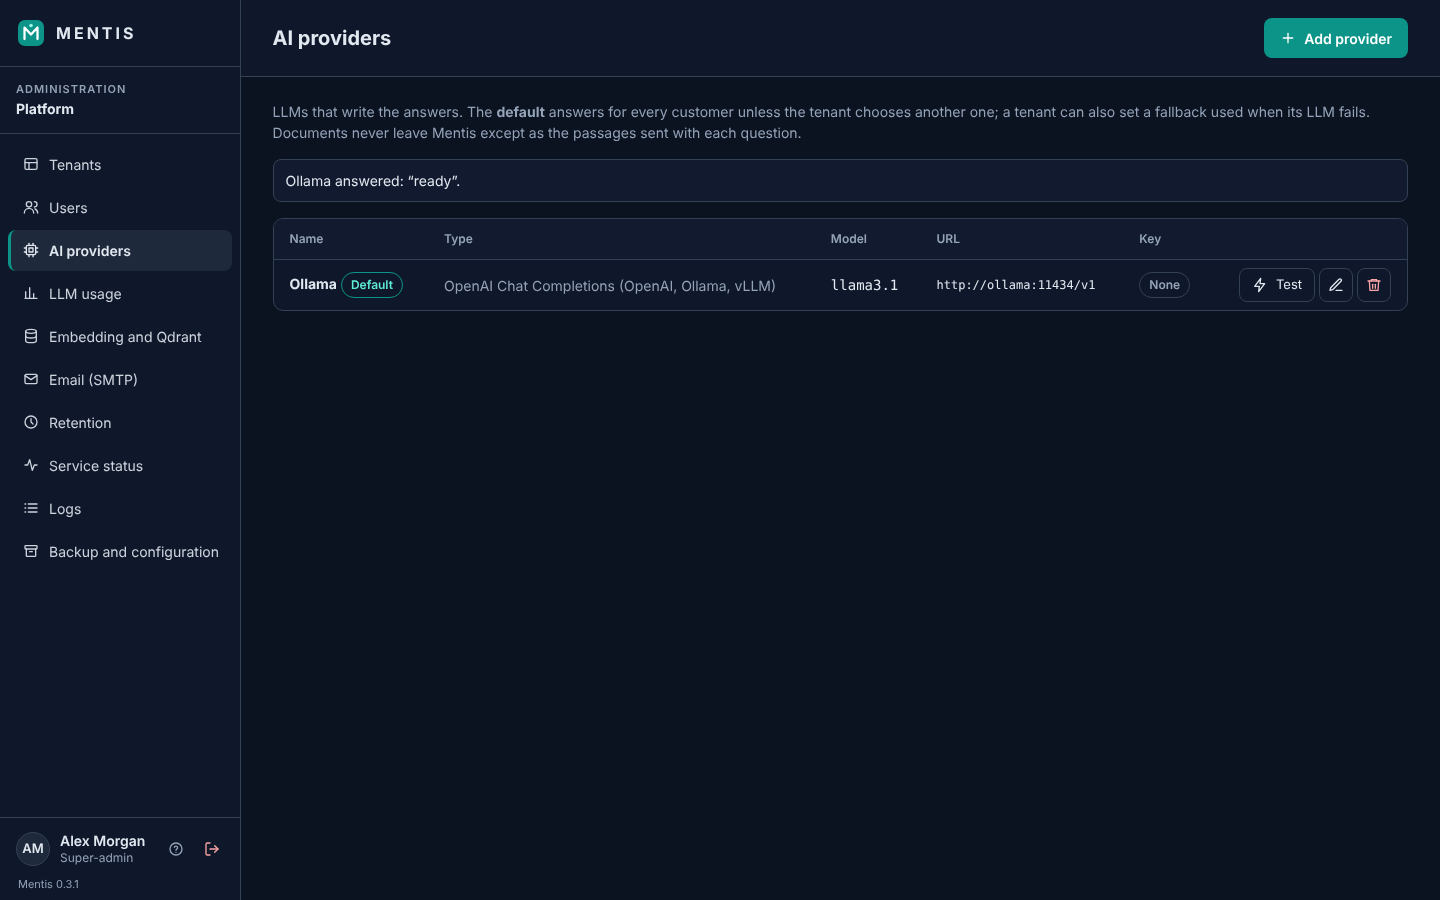 MENTIS
ADMINISTRATION
Platform
Tenants
Users
AI providers
LLM usage
Embedding and Qdrant
Email (SMTP)
Retention
Service status
Logs
Backup and configuration
AM
Alex Morgan
Super-admin
Mentis 0.3.1
AI providers
Add provider
LLMs that write the answers. The default answers for every customer unless the tenant chooses another one; a tenant can also set a fallback used when its LLM fails.
Documents never leave Mentis except as the passages sent with each question.
Ollama answered: “ready”.
Name Type Model URL Key
Ollama Default OpenAI Chat Completions (OpenAI, Ollama, vLLM) llama3.1 http://ollama:11434/v1 None Test